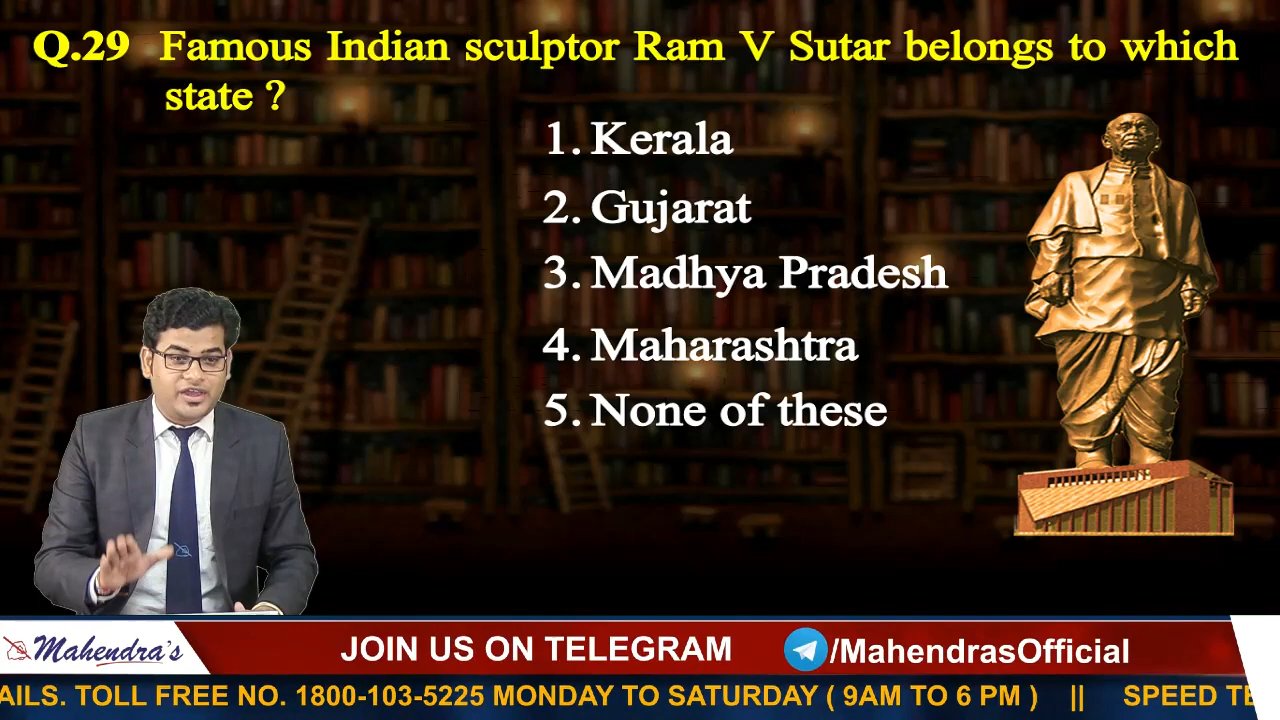 Q.29 Famous Indian sculptor Ram V Sutar belongs to which
state ?
1. Kerala
2. Gujarat
3. Madhya Pradesh
4. Maharashtra
5. None of these
Mahendra's
JOIN US ON TELEGRAM
/MahendrasOfficial
AILS. TOLL FREE NO. 1800-103-5225 MONDAY TO SATURDAY ( 9AM TO 6 PM ) || SPEED TE